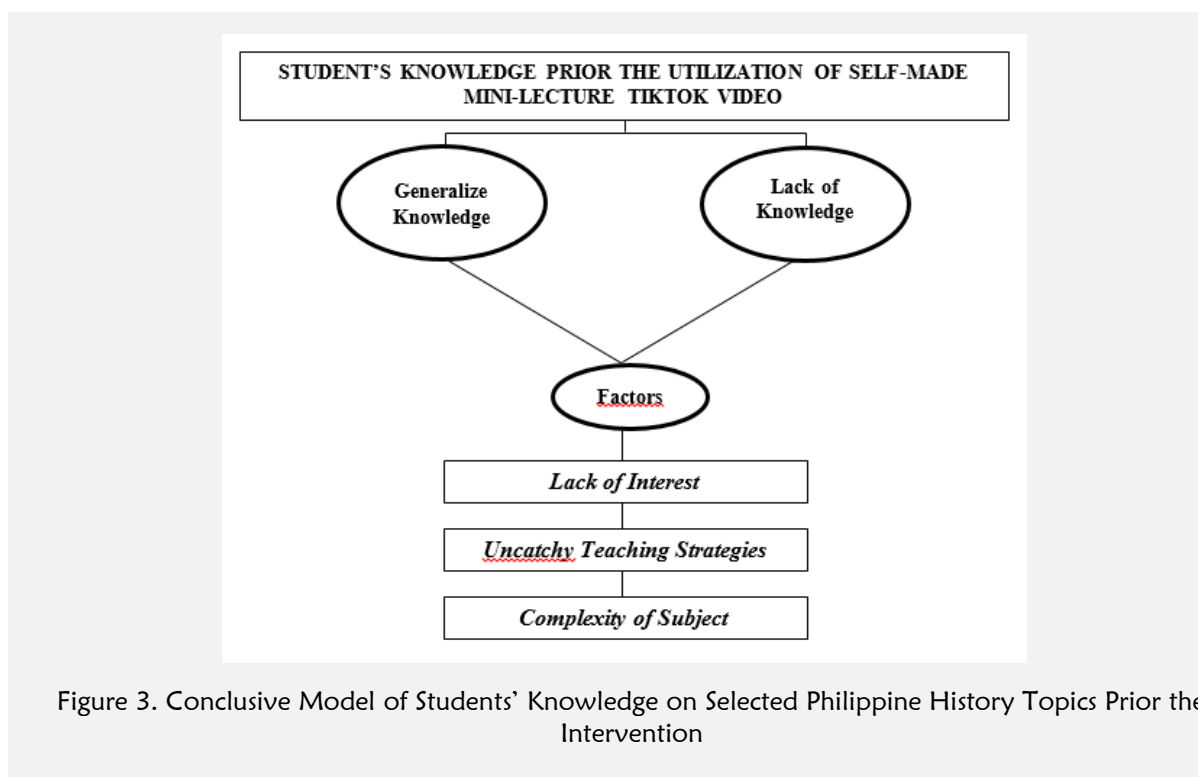 STUDENT’S KNOWLEDGE PRIOR THE UTILIZATION OF SELF-MADE
MINI-LECTURE TIKTOK VIDEO
Generalize
Knowledge
Lack of
Knowledge
Factors
Lack of Interest
Uncatchy Teaching Strategies
Complexity of Subject
Figure 3. Conclusive Model of Students’ Knowledge on Selected Philippine History Topics Prior the
Intervention